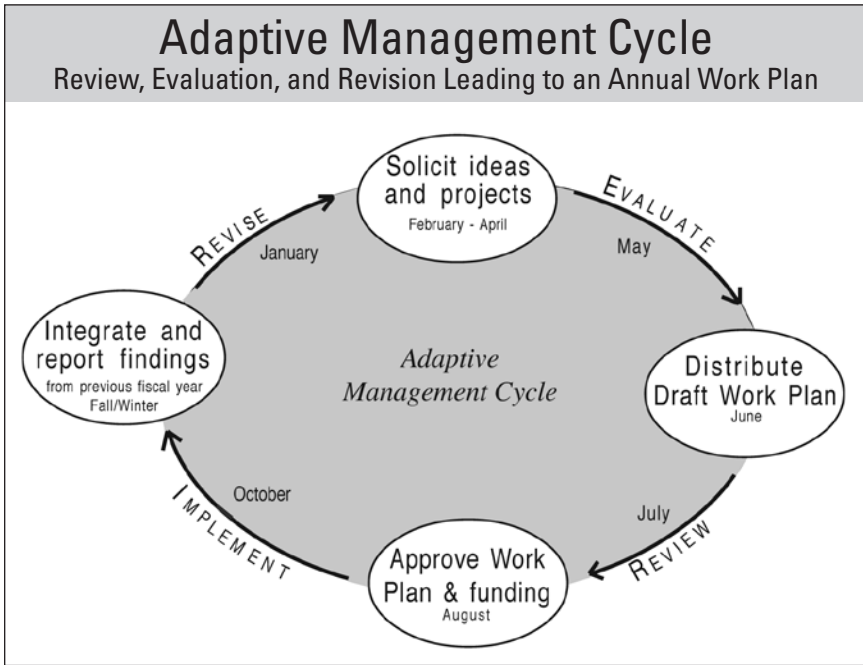 Adaptive Management Cycle
Review, Evaluation, and Revision Leading to an Annual Work Plan
Solicit ideas
and projects
February - April
EVALUATE
May
Distribute
Draft Work Plan
June
July
REVIEW
Approve Work
Plan & funding
August
October
IMPLEMENT
Integrate and
report findings
from previous fiscal year
Fall/Winter
REVISE
January
Adaptive
Management Cycle